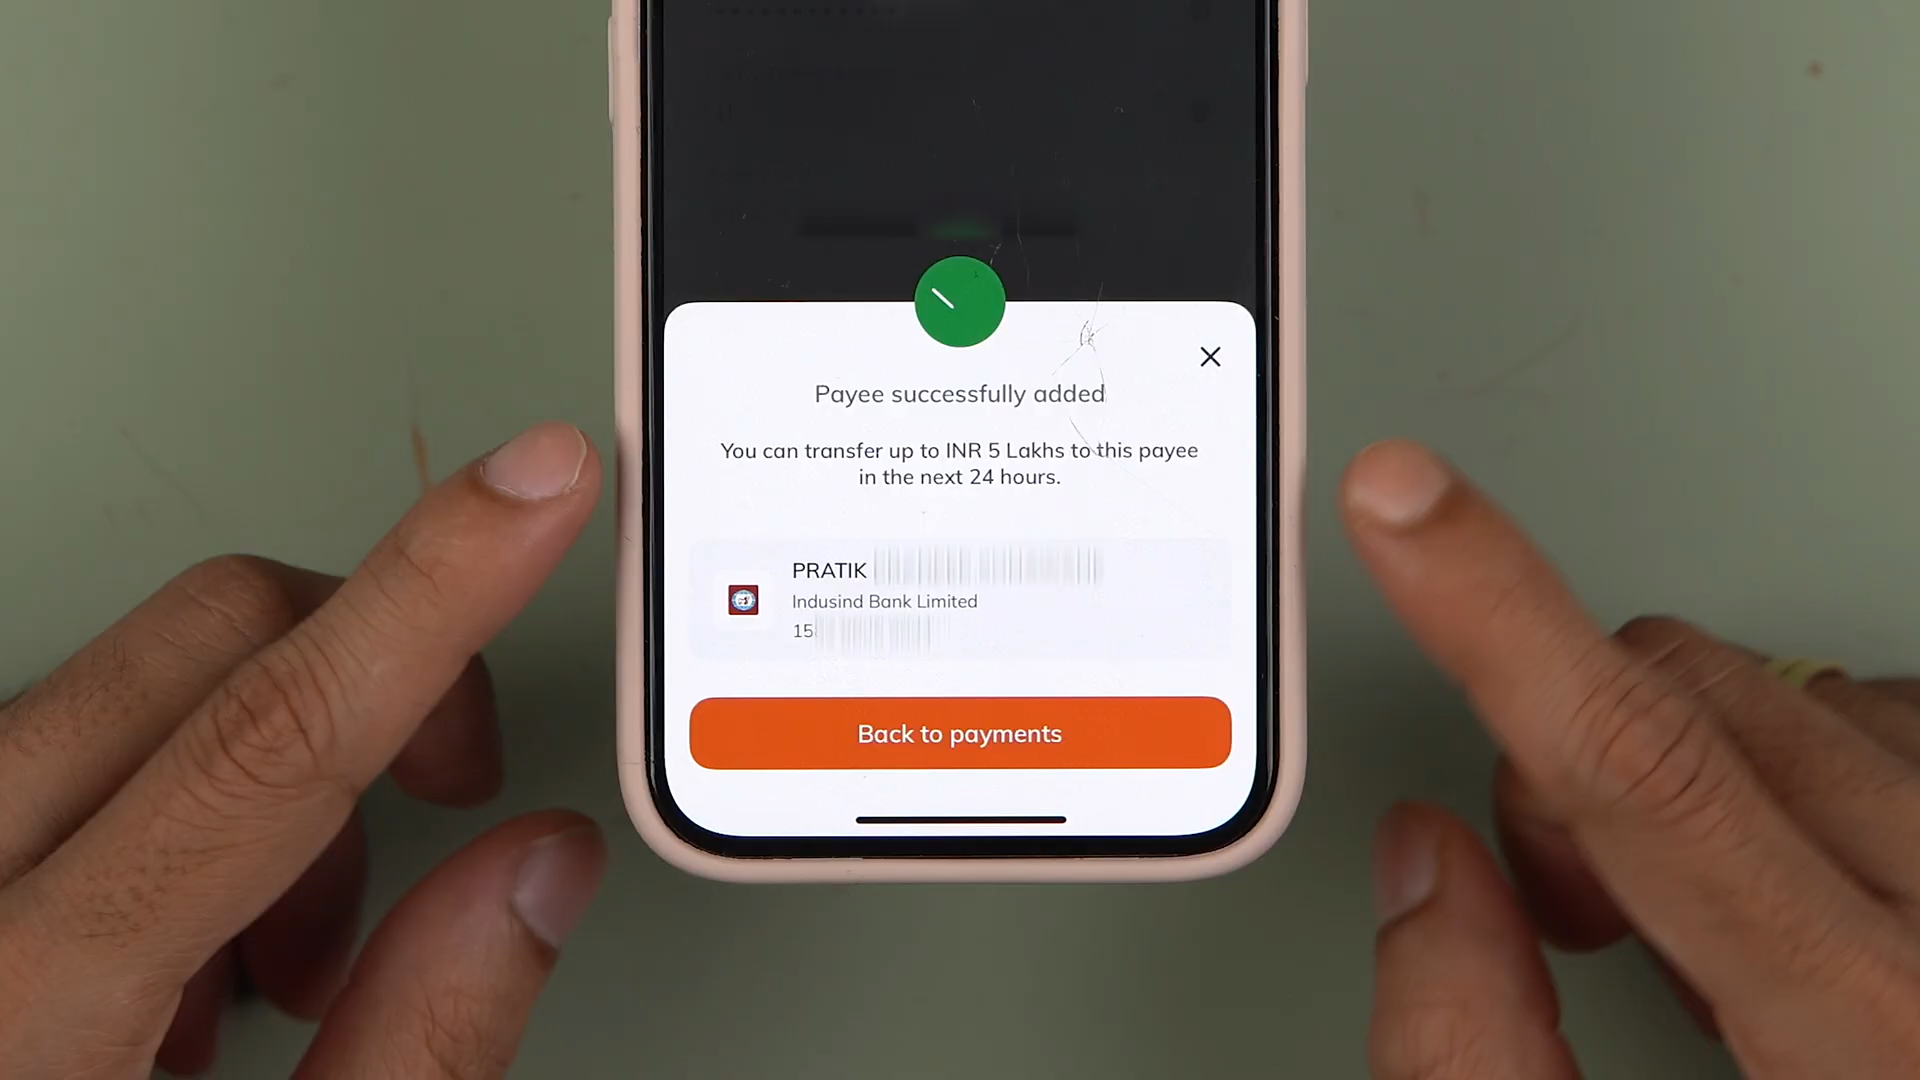 Payee successfully added
You can transfer up to INR 5 Lakhs to this payee
in the next 24 hours.
PRATIK
Indusind Bank Limited
15
Back to payments